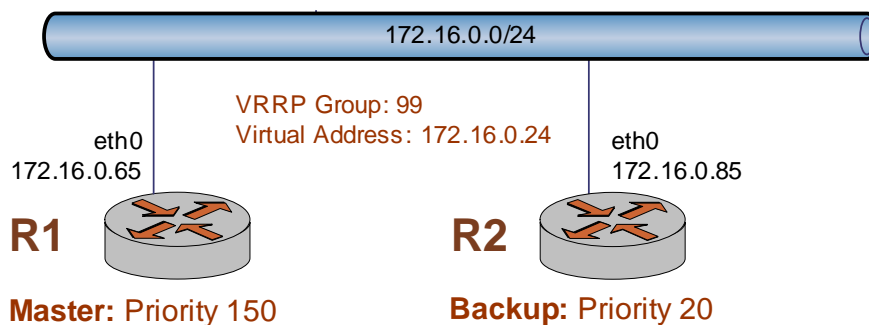 172.16.0.0/24
VRRP Group: 99
Virtual Address: 172.16.0.24
eth0
172.16.0.65
eth0
172.16.0.85
R1
R2
Master: Priority 150
Backup: Priority 20